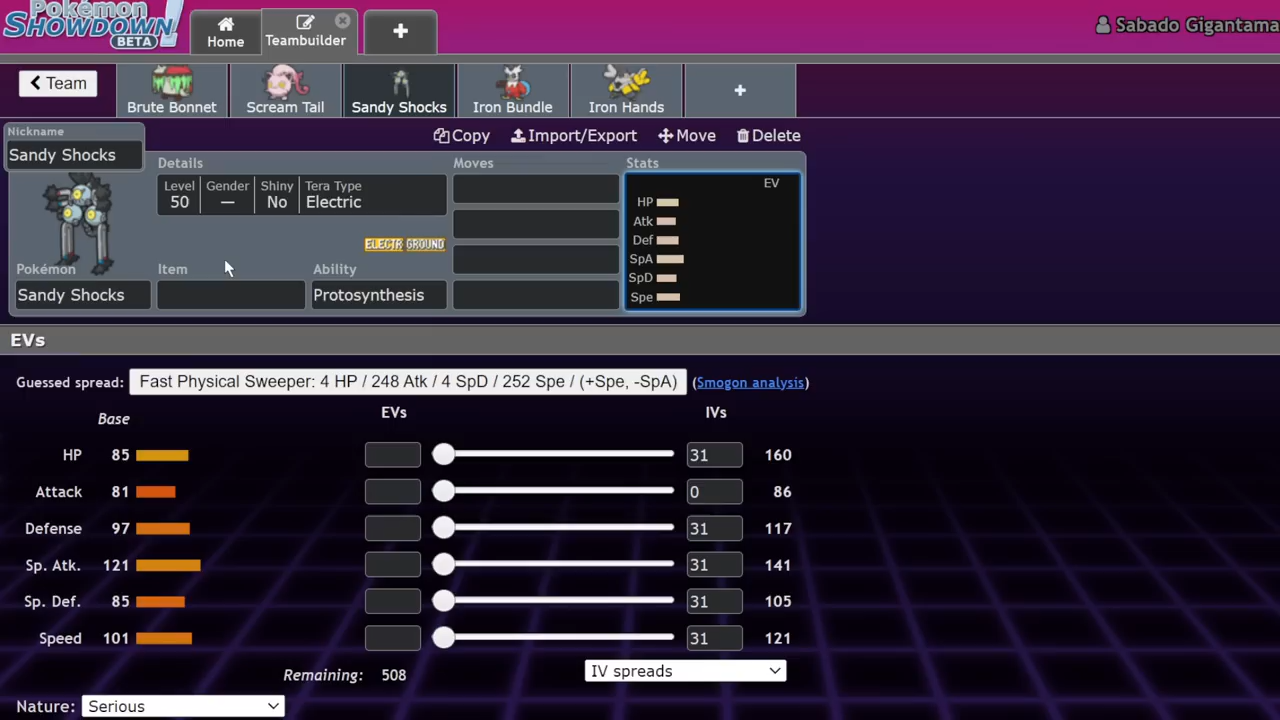 Pokémon
SHOWDOWN!
BETA
Home
Teambuilder
+
Sabado Gigantama
Team
Brute Bonnet
Scream Tail
Sandy Shocks
Iron Bundle
Iron Hands
+
Copy Import/Export Move Delete
Nickname
Sandy Shocks
Details
Level Gender Shiny Tera Type
50 — No Electric
ELECTR GROUND
Pokémon Item Ability
Sandy Shocks Protosynthesis
Moves
Stats
EV
HP
Atk
Def
SpA
SpD
Spe
EVs
Guessed spread: Fast Physical Sweeper: 4 HP / 248 Atk / 4 SpD / 252 Spe / (+Spe, -SpA) (Smogon analysis)
Base EVs IVs
HP 85 31 160
Attack 81 0 86
Defense 97 31 117
Sp. Atk. 121 31 141
Sp. Def. 85 31 105
Speed 101 31 121
Remaining: 508 IV spreads
Nature: Serious